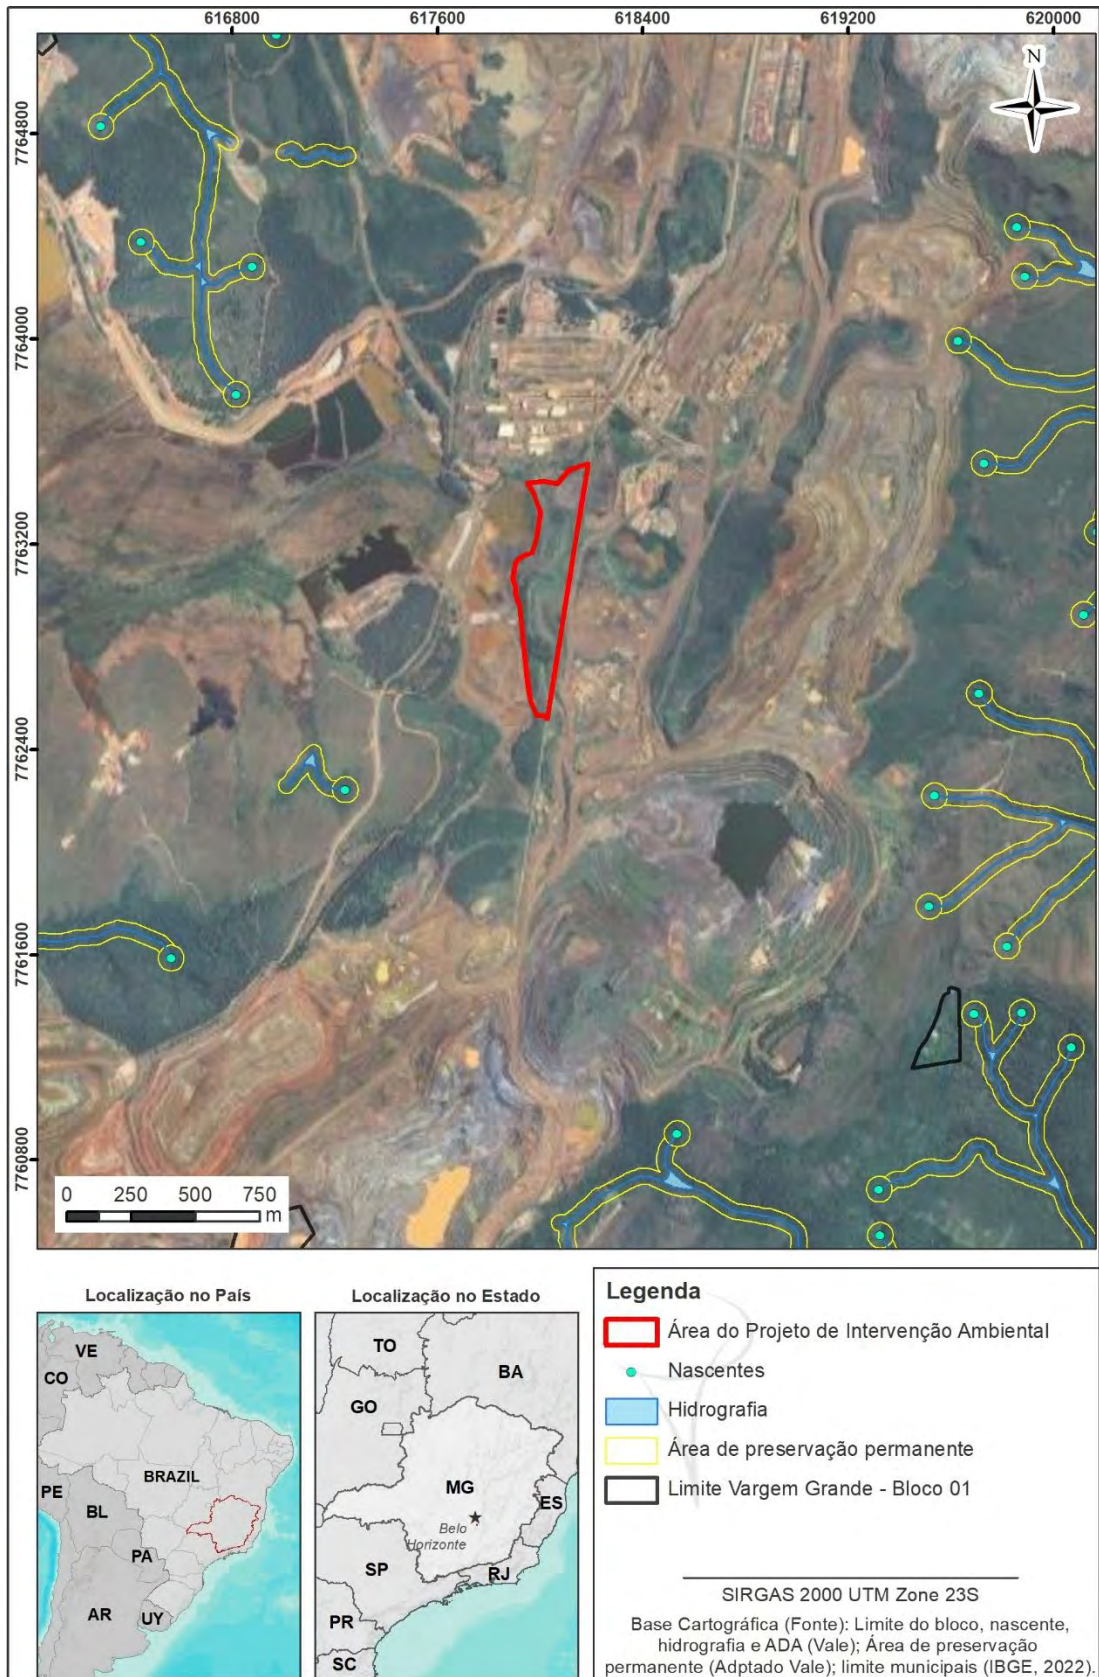 616800 617600 618400 619200 620000
N
7764800
7764000
7763200
7762400
7761600
7760800
0 250 500 750
m
Localização no País
VE
CO
BRAZIL
PE
BL
PA
AR
UY
Localização no Estado
TO
BA
GO
MG
ES
Belo
Horizonte
SP
RJ
PR
SC
Legenda
Área do Projeto de Intervenção Ambiental
Nascentes
Hidrografia
Área de preservação permanente
Limite Vargem Grande - Bloco 01
SIRGAS 2000 UTM Zone 23S
Base Cartográfica (Fonte): Limite do bloco, nascente,
hidrografia e ADA (Vale); Área de preservação
permanente (Adptado Vale); limite municipais (IBGE, 2022).